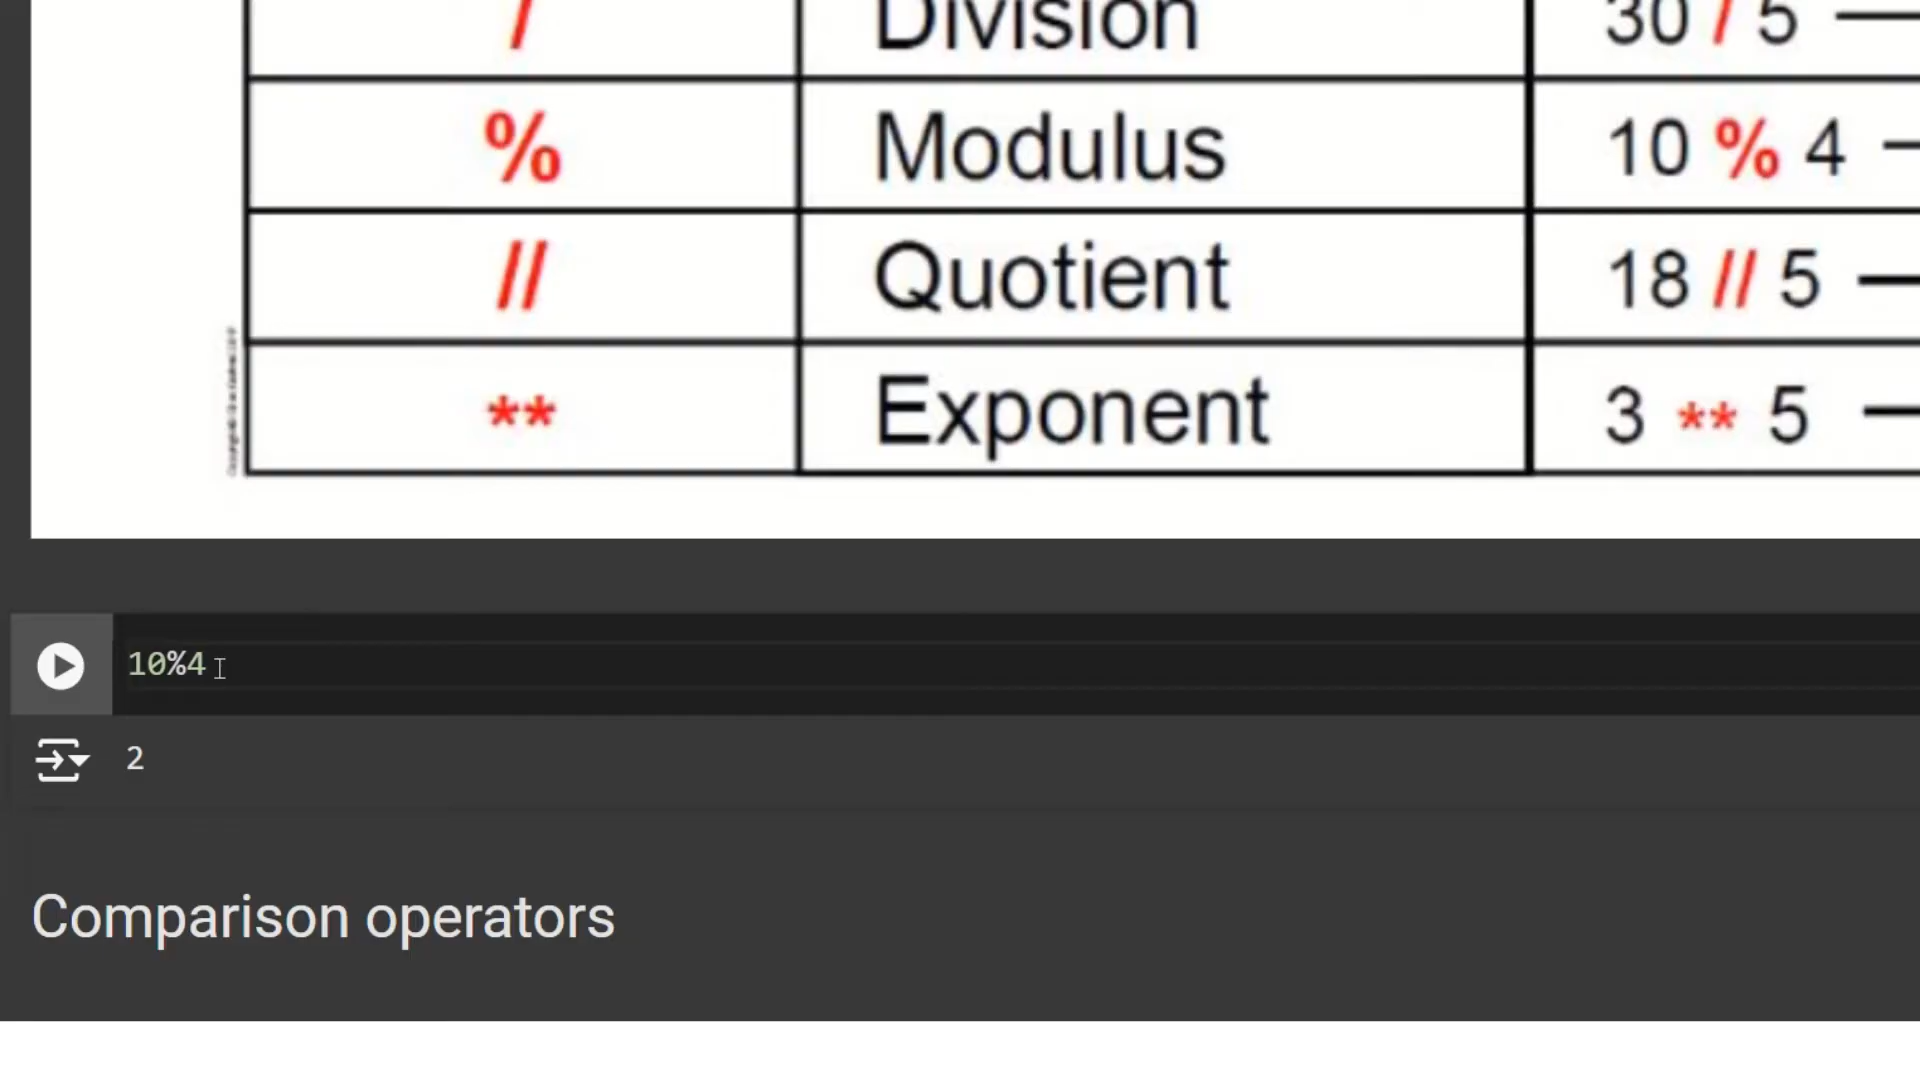 / Division 30 / 5
% Modulus 10 % 4
// Quotient 18 // 5
** Exponent 3 ** 5
10%4
2
Comparison operators